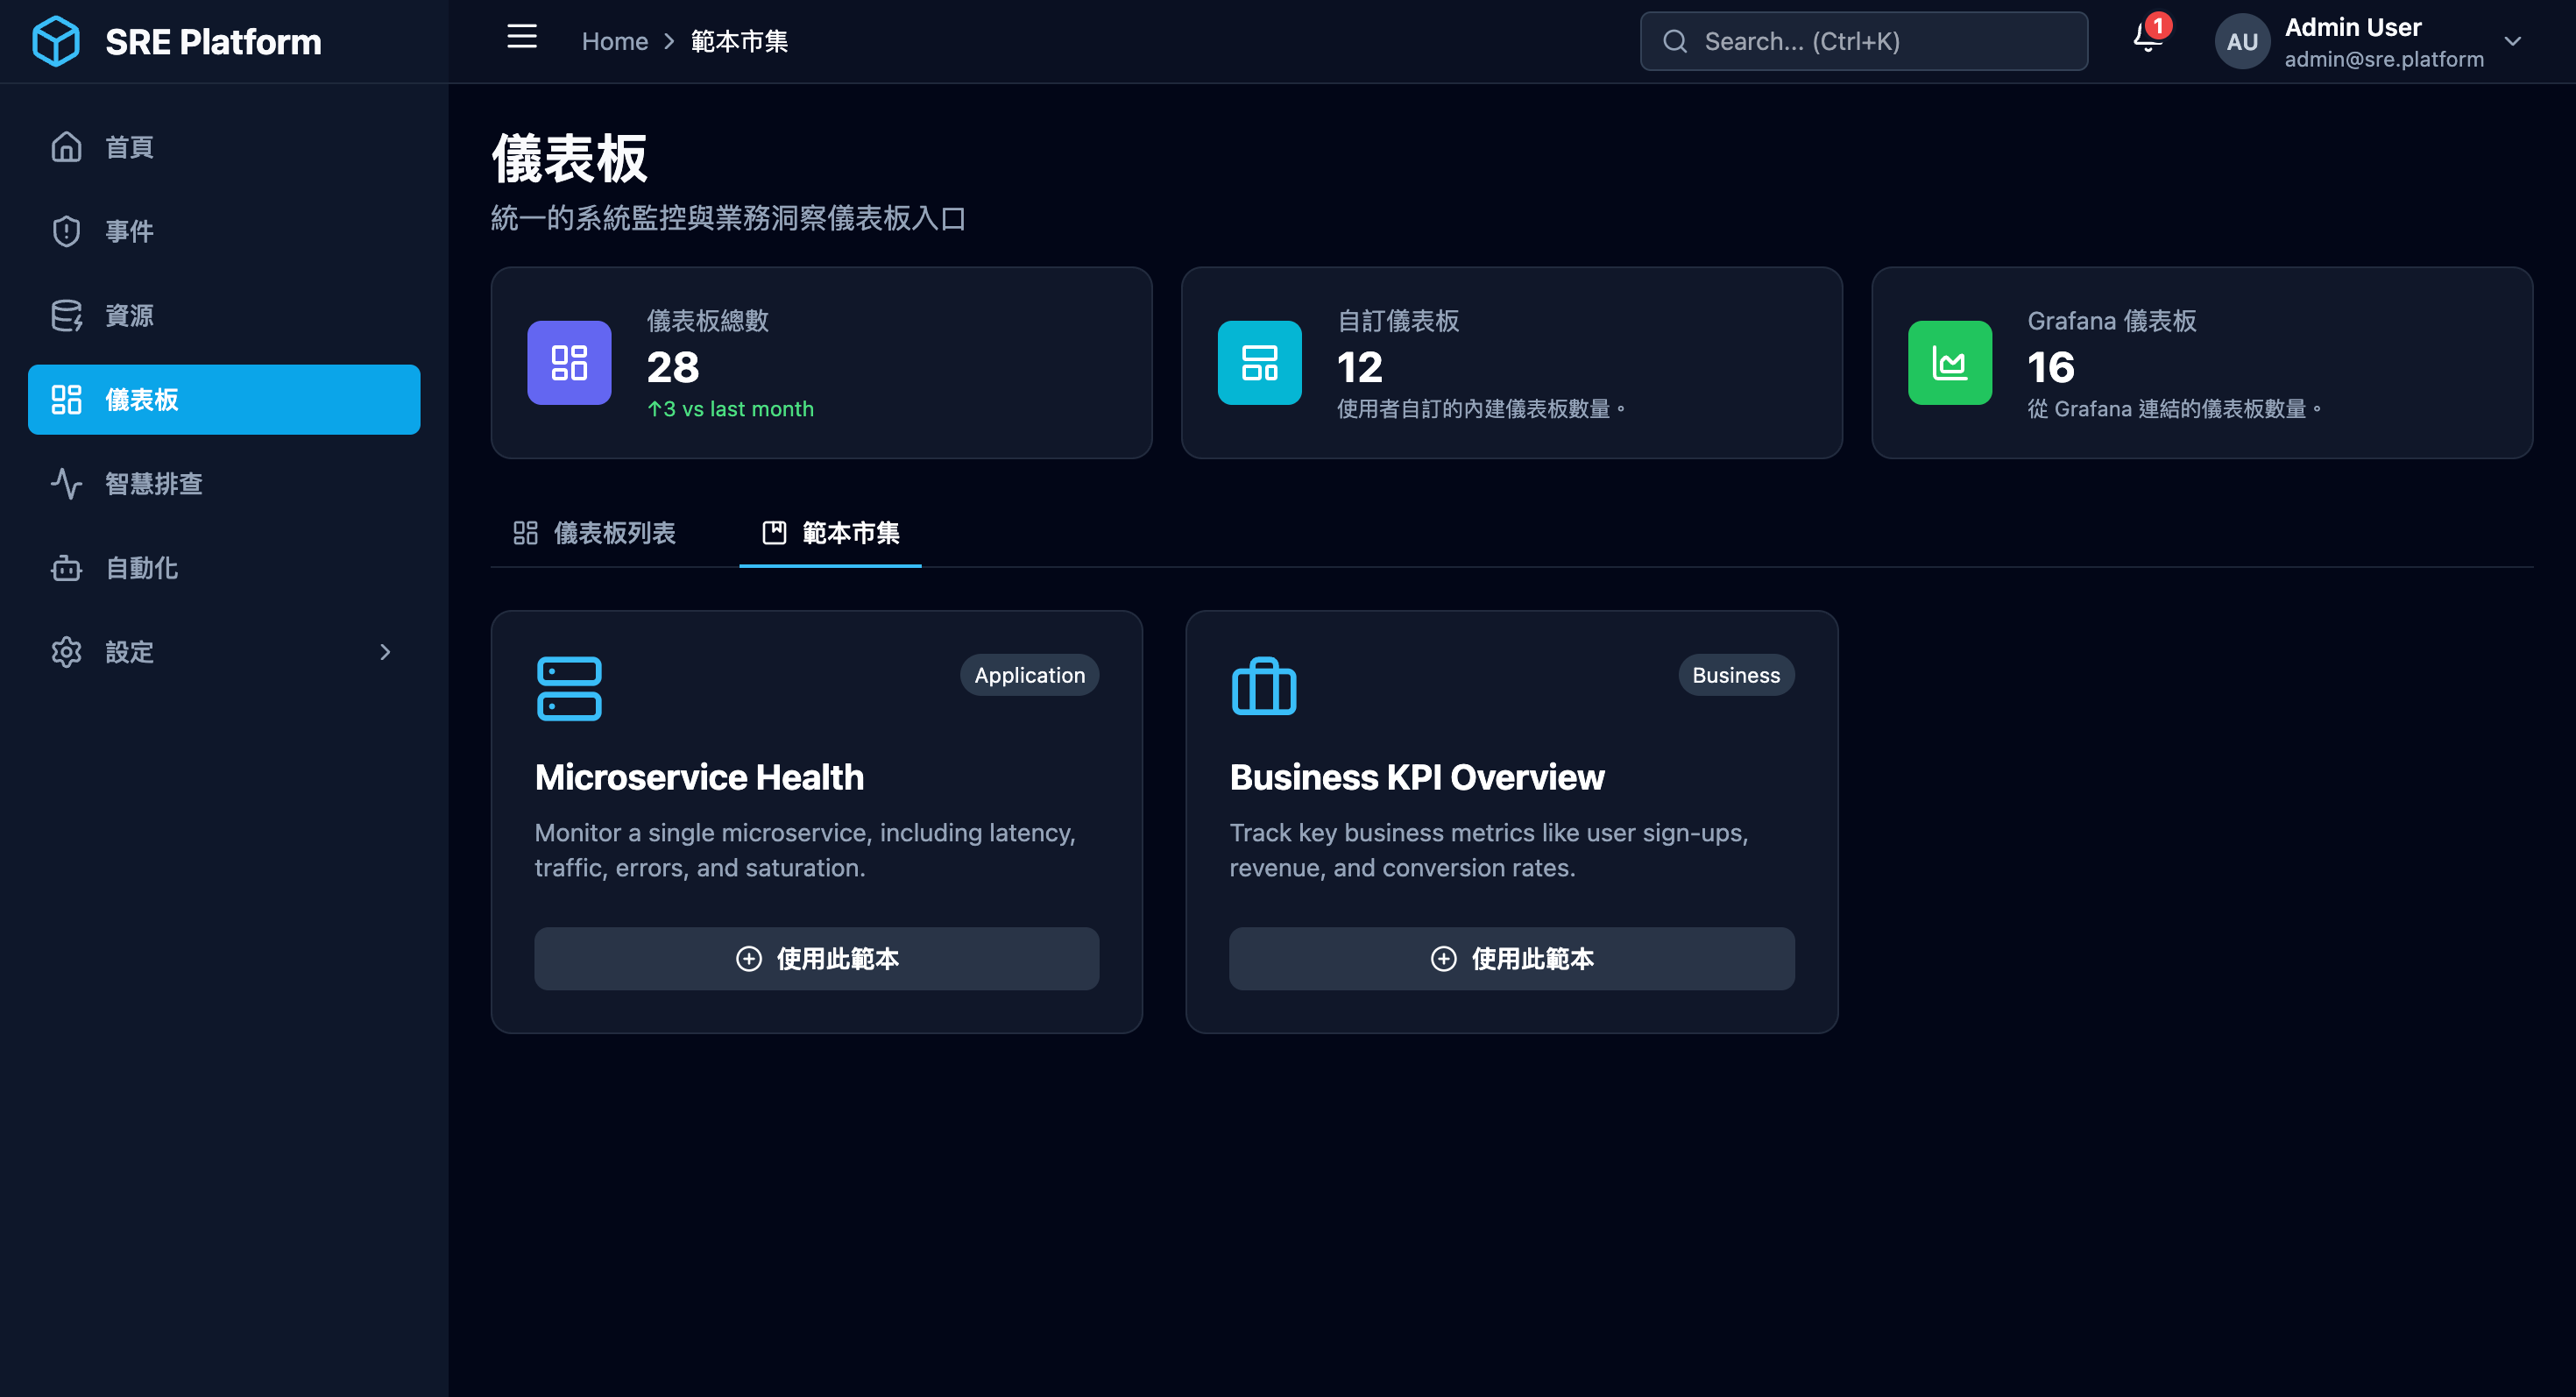 SRE Platform
Home > 範本市集
Search... (Ctrl+K)
1
AU
Admin User
admin@sre.platform
首頁
事件
資源
儀表板
智慧排查
自動化
設定
儀表板
統一的系統監控與業務洞察儀表板入口
儀表板總數
28
↑3 vs last month
自訂儀表板
12
使用者自訂的內建儀表板數量。
Grafana 儀表板
16
從 Grafana 連結的儀表板數量。
儀表板列表
範本市集
Application
Microservice Health
Monitor a single microservice, including latency,
traffic, errors, and saturation.
使用此範本
Business
Business KPI Overview
Track key business metrics like user sign-ups,
revenue, and conversion rates.
使用此範本